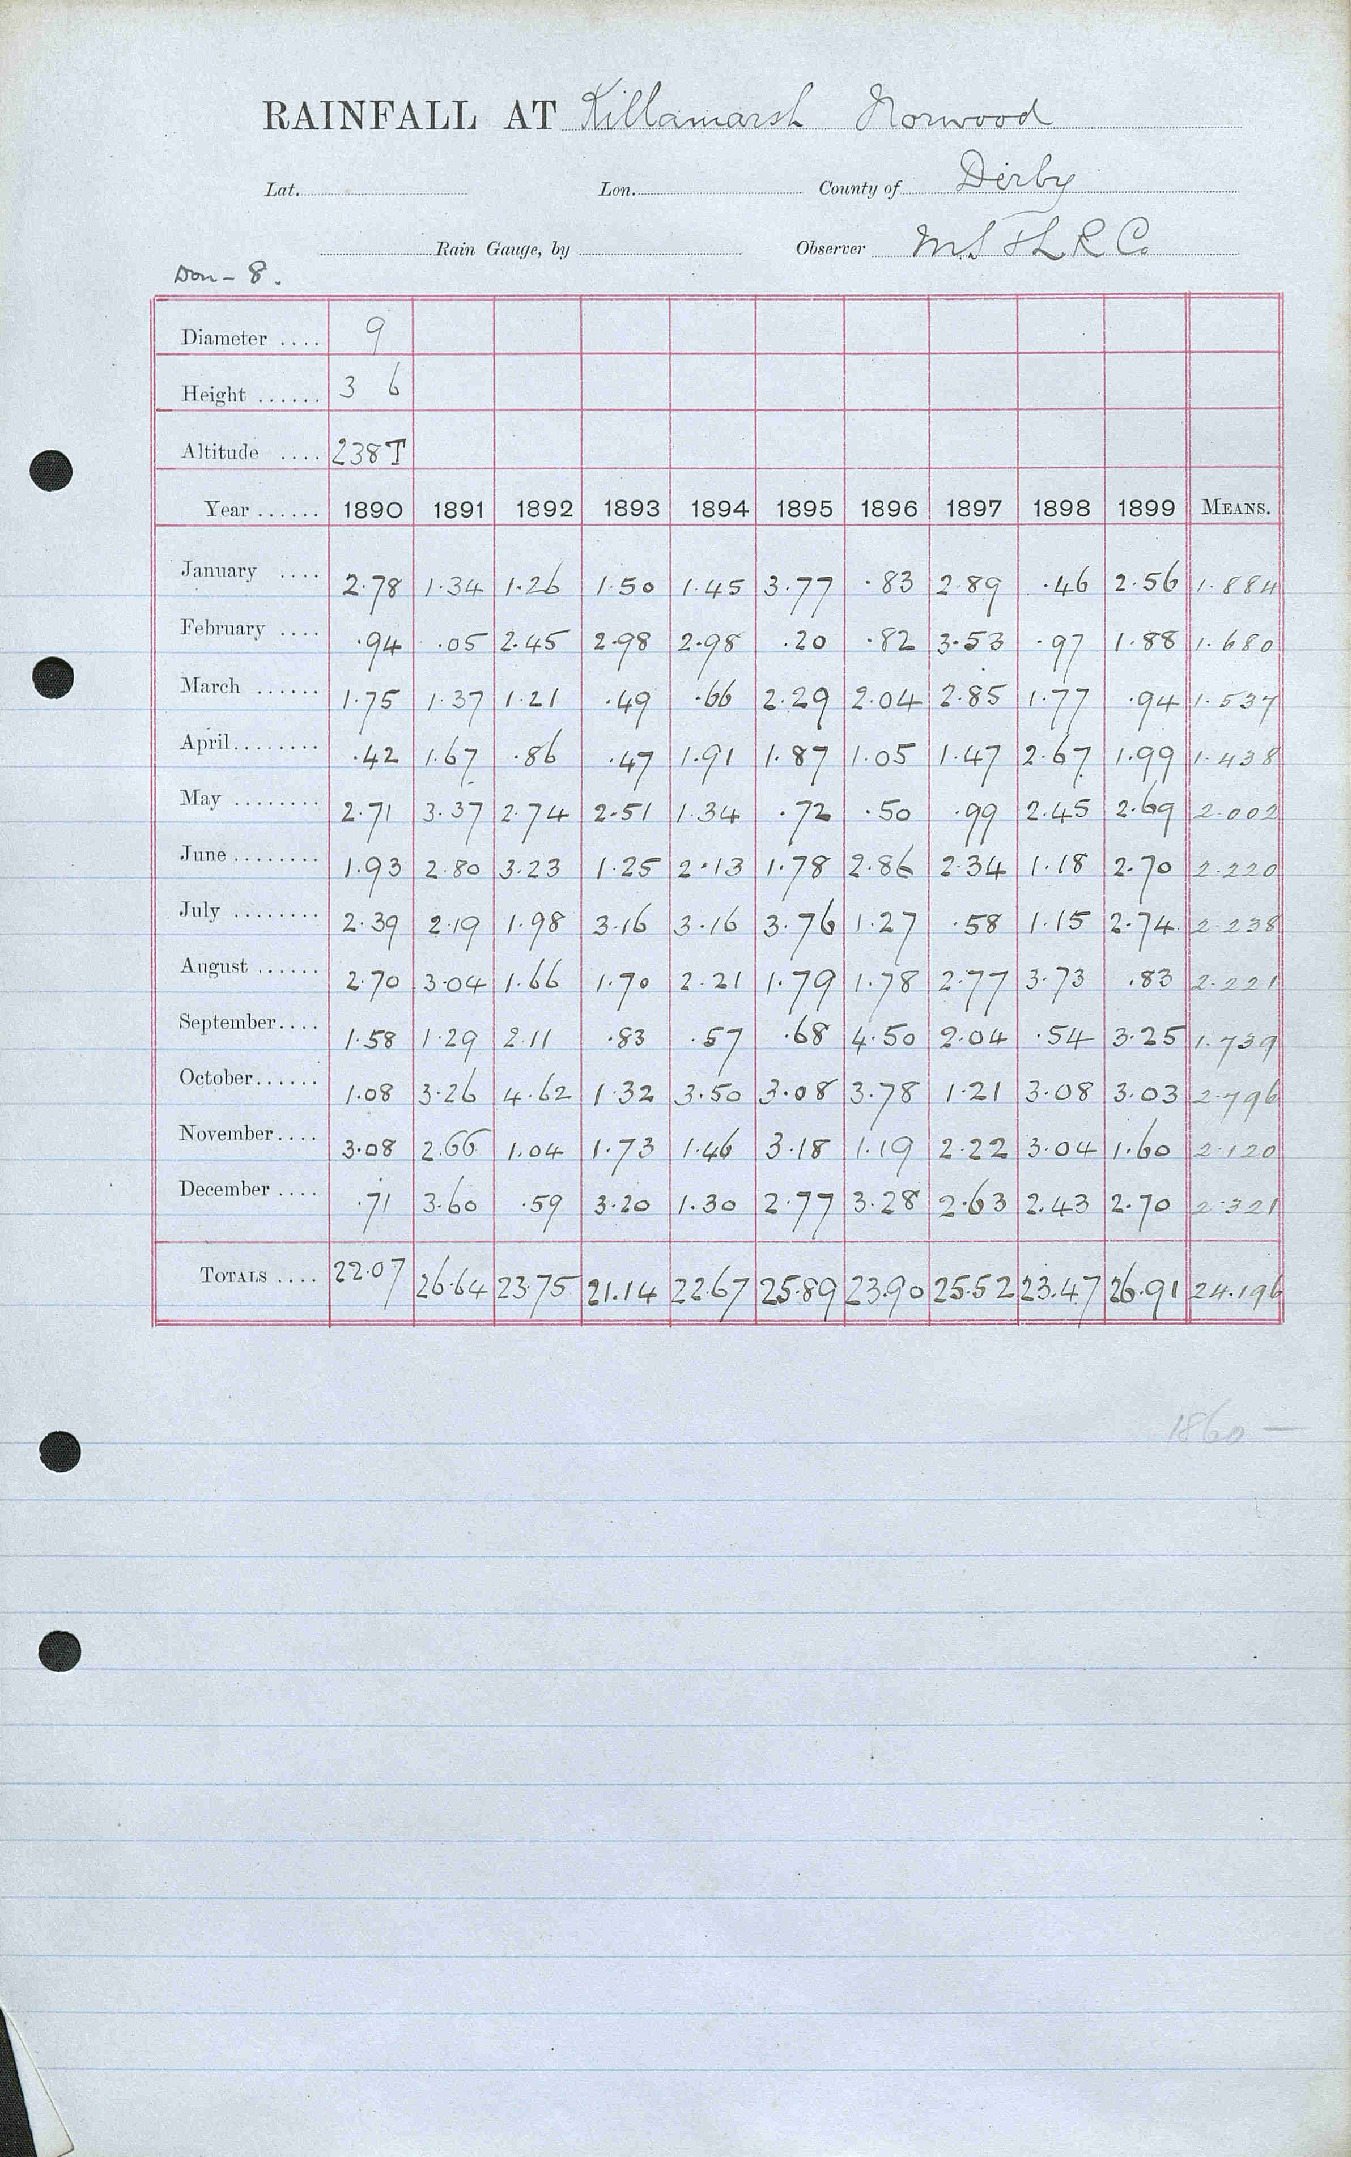 RAINFALL AT Killamarsh Norwood
Lat. Lon. County of Derby
Rain Gauge, by Observer M S & L R Co
Don - 8.
Diameter .... 9
Height ...... 3 6
Altitude .... 238 T
Year ...... 1890 1891 1892 1893 1894 1895 1896 1897 1898 1899 MEANS.
January .... 2.78 1.34 1.26 1.50 1.45 3.77 .83 2.89 .46 2.56 1.884
February .... .94 .05 2.45 2.98 2.98 .20 .82 3.53 .97 1.88 1.680
March ...... 1.75 1.37 1.21 .49 .66 2.29 2.04 2.85 1.77 .94 1.537
April........ .42 1.67 .86 .47 1.91 1.87 1.05 1.47 2.67 1.99 1.438
May ........ 2.71 3.37 2.74 2.51 1.34 .72 .50 .99 2.45 2.69 2.002
June ........ 1.93 2.80 3.23 1.25 2.13 1.78 2.86 2.34 1.18 2.70 2.220
July ........ 2.39 2.19 1.98 3.16 3.16 3.76 1.27 .58 1.15 2.74 2.238
August ...... 2.70 3.04 1.66 1.70 2.21 1.79 1.78 2.77 3.73 .83 2.221
September.... 1.58 1.29 2.11 .83 .57 .68 4.50 2.04 .54 3.25 1.739
October...... 1.08 3.26 4.62 1.32 3.50 3.08 3.78 1.21 3.08 3.03 2.796
November.... 3.08 2.66 1.04 1.73 1.46 3.18 1.19 2.22 3.04 1.60 2.120
December .... .71 3.60 .59 3.20 1.30 2.77 3.28 2.63 2.43 2.70 2.321
TOTALS .... 22.07 26.64 23.75 21.14 22.67 25.89 23.90 25.52 23.47 26.91 24.196
1860 —